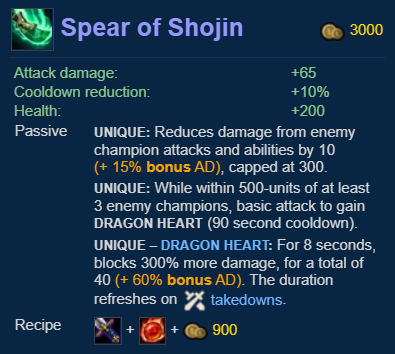 Spear of Shojin 3000
Attack damage: +65
Cooldown reduction: +10%
Health: +200
Passive UNIQUE: Reduces damage from enemy
champion attacks and abilities by 10
(+ 15% bonus AD), capped at 300.
UNIQUE: While within 500-units of at least
3 enemy champions, basic attack to gain
DRAGON HEART (90 second cooldown).
UNIQUE – DRAGON HEART: For 8 seconds,
blocks 300% more damage, for a total of
40 (+ 60% bonus AD). The duration
refreshes on takedowns.
Recipe + + 900